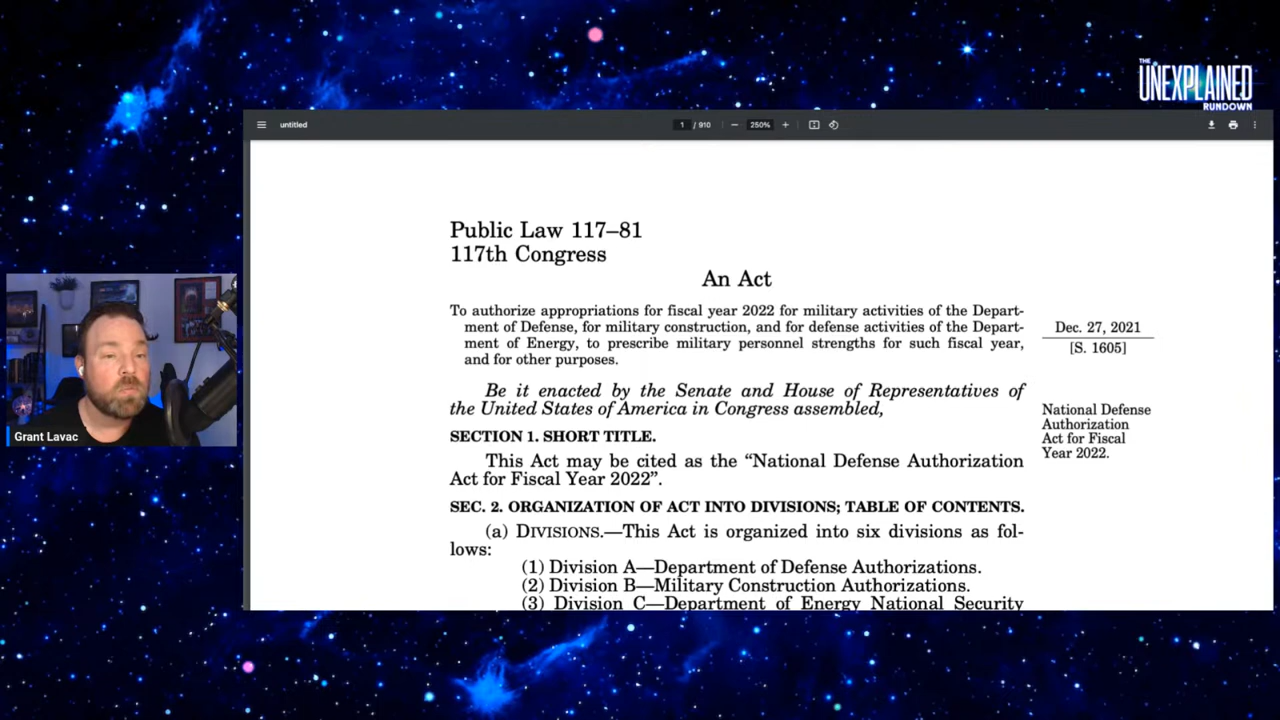 THE
UNEXPLAINED
RUNDOWN
untitled
1 / 910
250%
Public Law 117–81
117th Congress
An Act
To authorize appropriations for fiscal year 2022 for military activities of the Depart-
ment of Defense, for military construction, and for defense activities of the Depart-
ment of Energy, to prescribe military personnel strengths for such fiscal year,
and for other purposes.
Dec. 27, 2021
[S. 1605]
Be it enacted by the Senate and House of Representatives of
the United States of America in Congress assembled,
National Defense
Authorization
Act for Fiscal
Year 2022.
SECTION 1. SHORT TITLE.
This Act may be cited as the “National Defense Authorization
Act for Fiscal Year 2022”.
SEC. 2. ORGANIZATION OF ACT INTO DIVISIONS; TABLE OF CONTENTS.
(a) DIVISIONS.—This Act is organized into six divisions as fol-
lows:
(1) Division A—Department of Defense Authorizations.
(2) Division B—Military Construction Authorizations.
(3) Division C—Department of Energy National Security
Grant Lavac